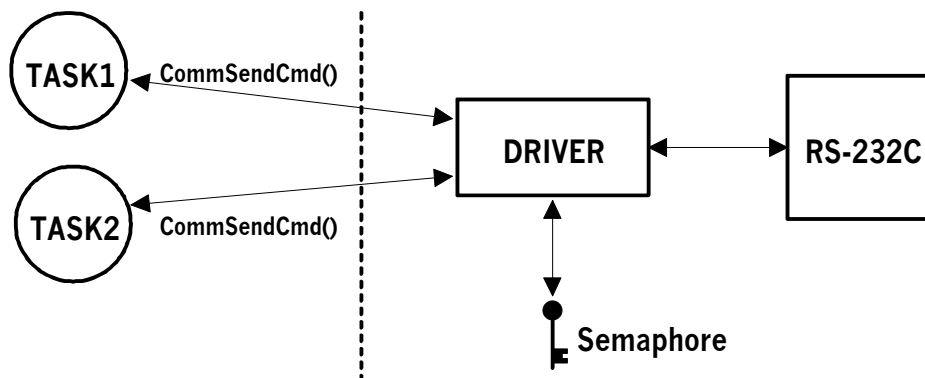 TASK1
CommSendCmd()
DRIVER
RS-232C
TASK2
CommSendCmd()
Semaphore